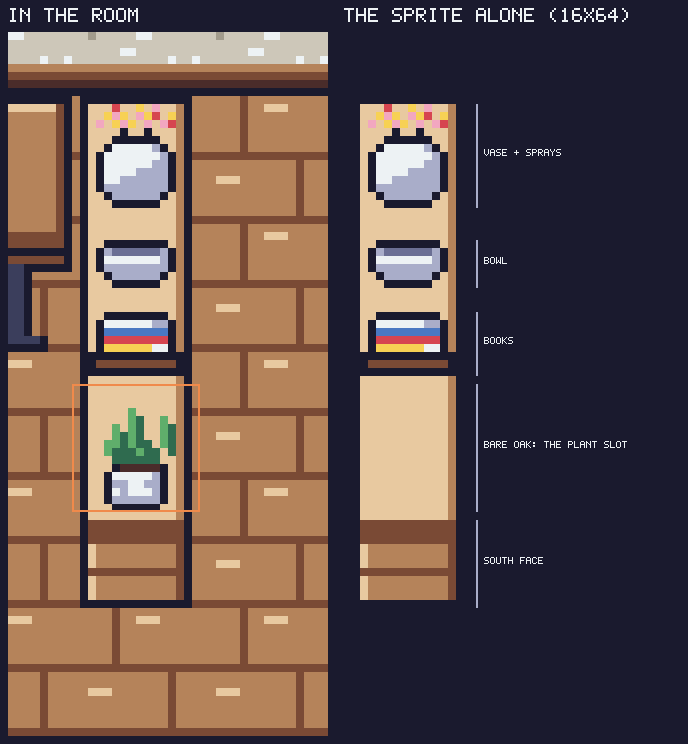 IN THE ROOM
THE SPRITE ALONE (16X64)
VASE + SPRAYS
BOWL
BOOKS
BARE OAK: THE PLANT SLOT
SOUTH FACE